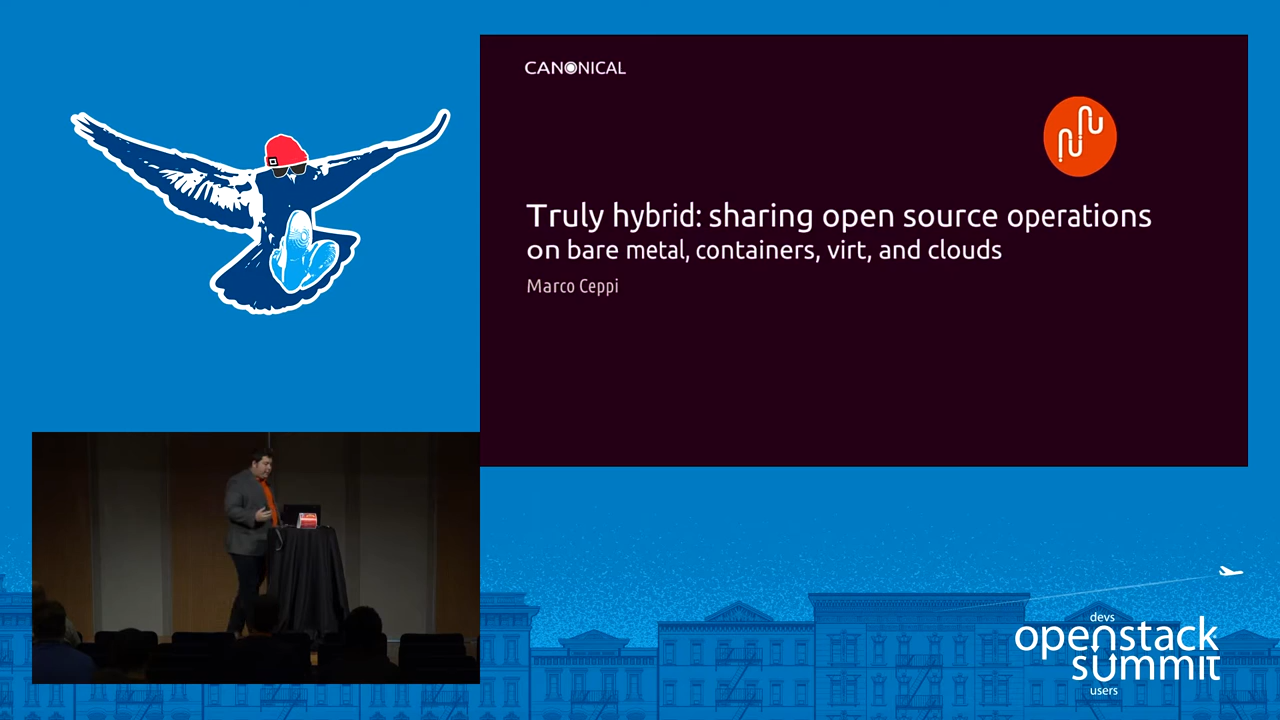 CANONICAL
Truly hybrid: sharing open source operations
on bare metal, containers, virt, and clouds
Marco Ceppi
devs
openstack
summit
users